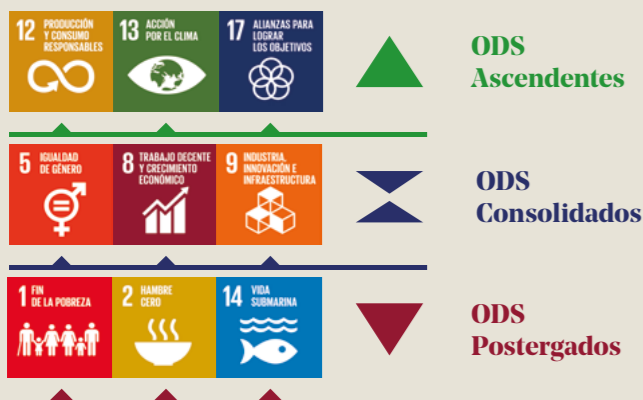 12 PRODUCCIÓN
Y CONSUMO
RESPONSABLES
13 ACCIÓN
POR EL CLIMA
17 ALIANZAS PARA
LOGRAR
LOS OBJETIVOS
ODS
Ascendentes
5 IGUALDAD
DE GÉNERO
8 TRABAJO DECENTE
Y CRECIMIENTO
ECONÓMICO
9 INDUSTRIA,
INNOVACIÓN E
INFRAESTRUCTURA
ODS
Consolidados
1 FIN
DE LA POBREZA
2 HAMBRE
CERO
14 VIDA
SUBMARINA
ODS
Postergados